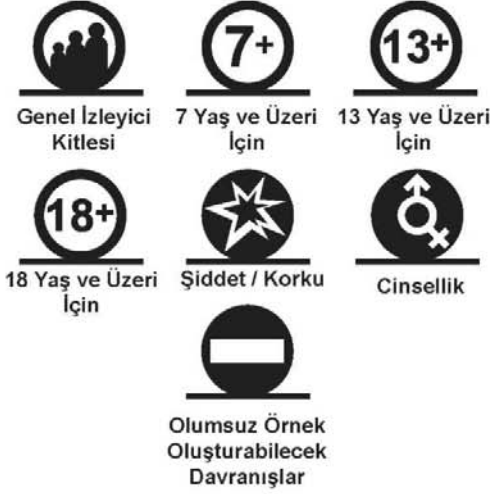 7+
13+
Genel İzleyici
Kitlesi
7 Yaş ve Üzeri
İçin
13 Yaş ve Üzeri
İçin
18+
18 Yaş ve Üzeri
İçin
Şiddet / Korku
Cinsellik
Olumsuz Örnek
Oluşturabilecek
Davranışlar